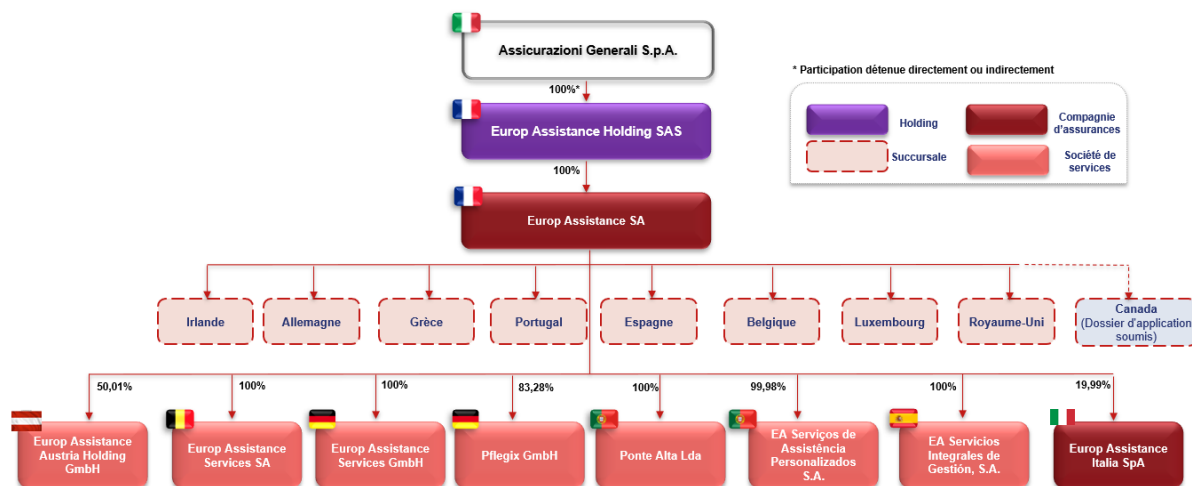 Assicurazioni Generali S.p.A.
* Participation détenue directement ou indirectement
100%*
Holding
Compagnie
d'assurances
Europ Assistance Holding SAS
Succursale
Société de
services
100%
Europ Assistance SA
Irlande
Allemagne
Grèce
Portugal
Espagne
Belgique
Luxembourg
Royaume-Uni
Canada
(Dossier d'application
soumis)
50,01%
100%
100%
83,28%
100%
99,98%
100%
19,99%
Europ Assistance
Austria Holding
GmbH
Europ Assistance
Services SA
Europ Assistance
Services GmbH
Pflegix GmbH
Ponte Alta Lda
EA Serviços de
Assistência
Personalizados
S.A.
EA Servicios
Integrales de
Gestión, S.A.
Europ Assistance
Italia SpA